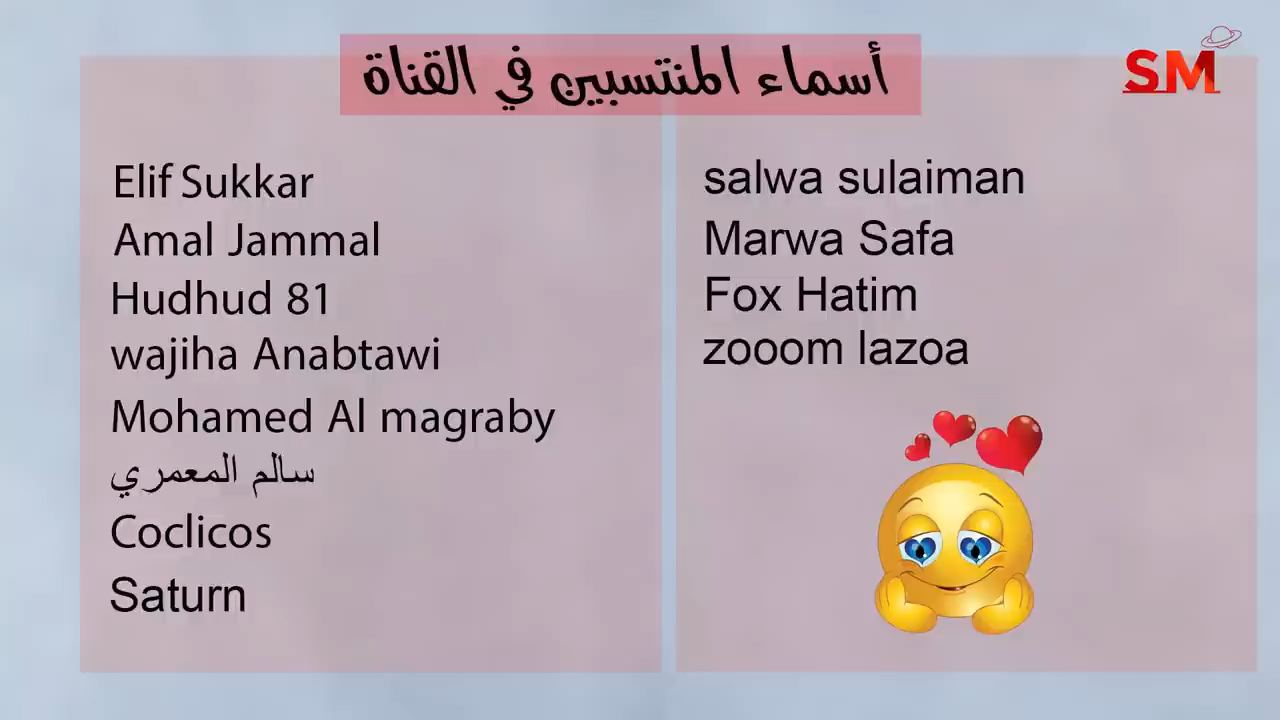 أسماء المنتسبين في القناة
SM
Elif Sukkar
Amal Jammal
Hudhud 81
wajiha Anabtawi
Mohamed Al magraby
سالم المعمري
Coclicos
Saturn
salwa sulaiman
Marwa Safa
Fox Hatim
zooom lazoa